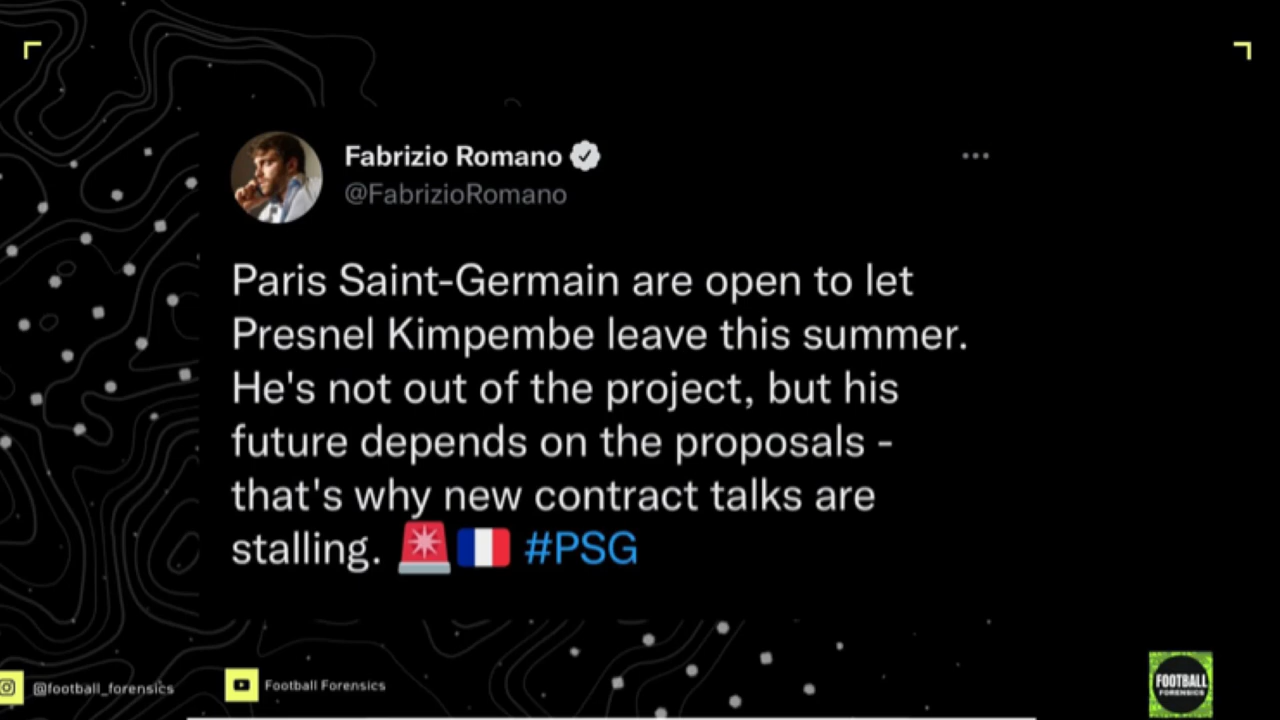 Fabrizio Romano
@FabrizioRomano
Paris Saint-Germain are open to let
Presnel Kimpembe leave this summer.
He's not out of the project, but his
future depends on the proposals -
that's why new contract talks are
stalling. 🚨🇫🇷 #PSG
@football_forensics
Football Forensics
FOOTBALL
FORENSICS